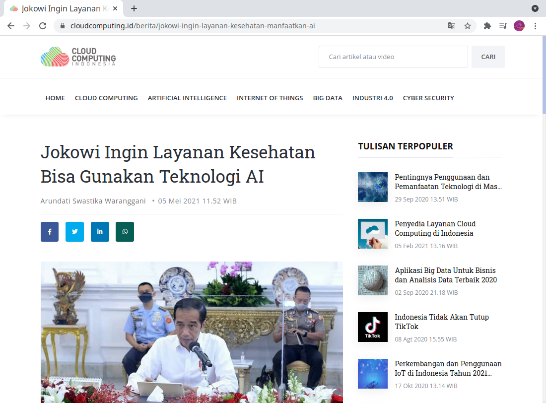 Jokowi Ingin Layanan K
cloudcomputing.id/berita/jokowi-ingin-layanan-kesehatan-manfaatkan-ai
CLOUD
COMPUTING
INDONESIA
Cari artikel atau video
CARI
HOME CLOUD COMPUTING ARTIFICIAL INTELLIGENCE INTERNET OF THINGS BIG DATA INDUSTRI 4.0 CYBER SECURITY
Jokowi Ingin Layanan Kesehatan
Bisa Gunakan Teknologi AI
Arundati Swastika Waranggani • 05 Mei 2021 11.52 WIB
TULISAN TERPOPULER
Pentingnya Penggunaan dan
Pemanfaatan Teknologi di Mas...
29 Sep 2020 13.51 WIB
Penyedia Layanan Cloud
Computing di Indonesia
05 Feb 2021 13.16 WIB
Aplikasi Big Data Untuk Bisnis
dan Analisis Data Terbaik 2020
02 Sep 2020 21.18 WIB
TikTok
Indonesia Tidak Akan Tutup
TikTok
08 Agt 2020 15.55 WIB
Perkembangan dan Penggunaan
IoT di Indonesia Tahun 2021...
12 Okt 2020 13.14 WIB